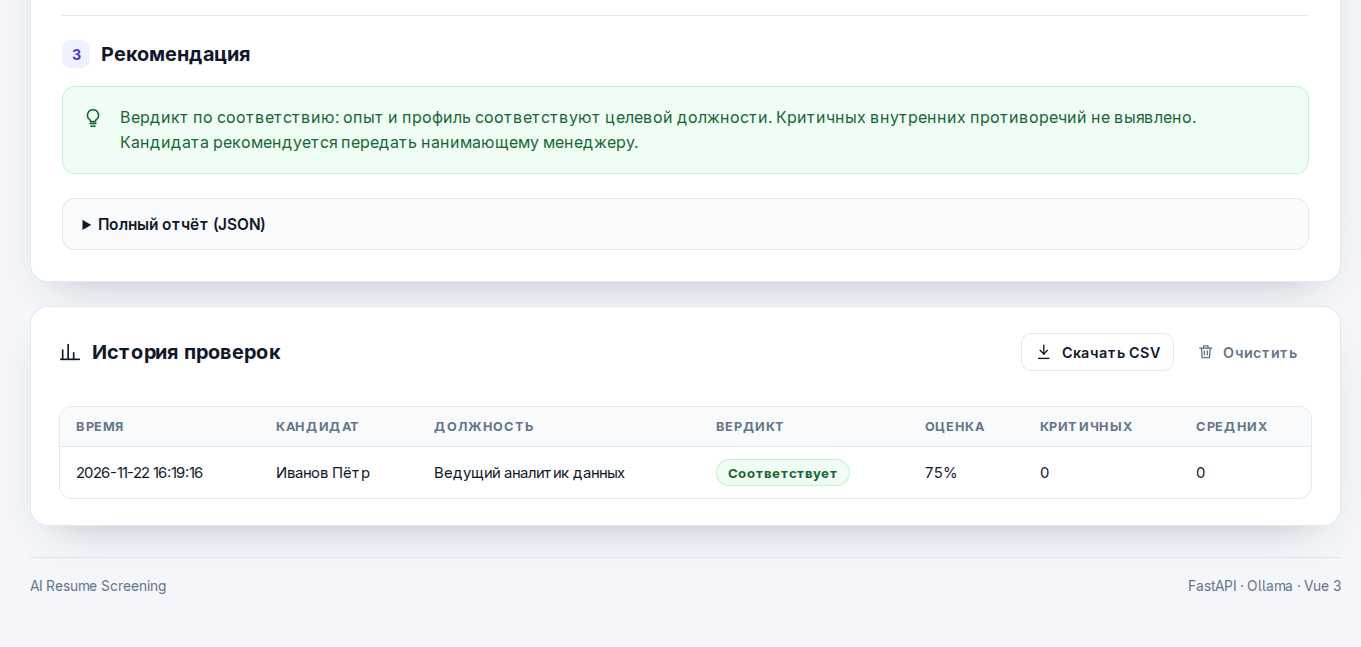 3 Рекомендация
Вердикт по соответствию: опыт и профиль соответствуют целевой должности. Критичных внутренних противоречий не выявлено.
Кандидата рекомендуется передать нанимающему менеджеру.
Полный отчёт (JSON)
История проверок Скачать CSV Очистить
ВРЕМЯ КАНДИДАТ ДОЛЖНОСТЬ ВЕРДИКТ ОЦЕНКА КРИТИЧНЫХ СРЕДНИХ
2026-11-22 16:19:16 Иванов Пётр Ведущий аналитик данных Соответствует 75% 0 0
AI Resume Screening FastAPI · Ollama · Vue 3